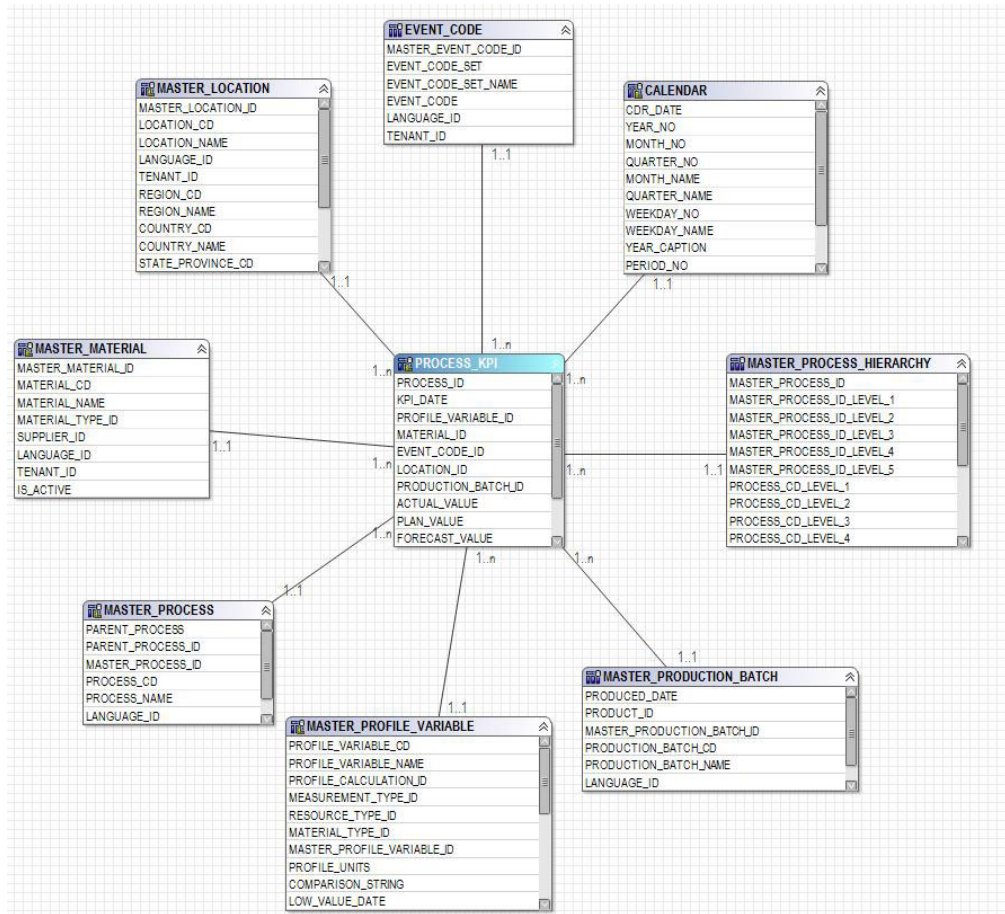 EVENT_CODE
MASTER_EVENT_CODE_ID
EVENT_CODE_SET
EVENT_CODE_SET_NAME
EVENT_CODE
LANGUAGE_ID
TENANT_ID
1..1
MASTER_LOCATION
MASTER_LOCATION_ID
LOCATION_CD
LOCATION_NAME
LANGUAGE_ID
TENANT_ID
REGION_CD
REGION_NAME
COUNTRY_CD
COUNTRY_NAME
STATE_PROVINCE_CD
1..1
CALENDAR
CDR_DATE
YEAR_NO
MONTH_NO
QUARTER_NO
MONTH_NAME
QUARTER_NAME
WEEKDAY_NO
WEEKDAY_NAME
YEAR_CAPTION
PERIOD_NO
1..1
MASTER_MATERIAL
MASTER_MATERIAL_ID
MATERIAL_CD
MATERIAL_NAME
MATERIAL_TYPE_ID
SUPPLIER_ID
LANGUAGE_ID
TENANT_ID
IS_ACTIVE
1..1
1..n
1..n
1..n
PROCESS_KPI
PROCESS_ID
KPI_DATE
PROFILE_VARIABLE_ID
MATERIAL_ID
EVENT_CODE_ID
LOCATION_ID
PRODUCTION_BATCH_ID
ACTUAL_VALUE
PLAN_VALUE
FORECAST_VALUE
1..n
1..n
1..n
1..n
1..n
1..1
MASTER_PROCESS_HIERARCHY
MASTER_PROCESS_ID
MASTER_PROCESS_ID_LEVEL_1
MASTER_PROCESS_ID_LEVEL_2
MASTER_PROCESS_ID_LEVEL_3
MASTER_PROCESS_ID_LEVEL_4
MASTER_PROCESS_ID_LEVEL_5
PROCESS_CD_LEVEL_1
PROCESS_CD_LEVEL_2
PROCESS_CD_LEVEL_3
PROCESS_CD_LEVEL_4
1..1
MASTER_PROCESS
PARENT_PROCESS
PARENT_PROCESS_ID
MASTER_PROCESS_ID
PROCESS_CD
PROCESS_NAME
LANGUAGE_ID
1..1
MASTER_PROFILE_VARIABLE
PROFILE_VARIABLE_CD
PROFILE_VARIABLE_NAME
PROFILE_CALCULATION_ID
MEASUREMENT_TYPE_ID
RESOURCE_TYPE_ID
MATERIAL_TYPE_ID
MASTER_PROFILE_VARIABLE_ID
PROFILE_UNITS
COMPARISON_STRING
LOW_VALUE_DATE
1..1
MASTER_PRODUCTION_BATCH
PRODUCED_DATE
PRODUCT_ID
MASTER_PRODUCTION_BATCH_ID
PRODUCTION_BATCH_CD
PRODUCTION_BATCH_NAME
LANGUAGE_ID